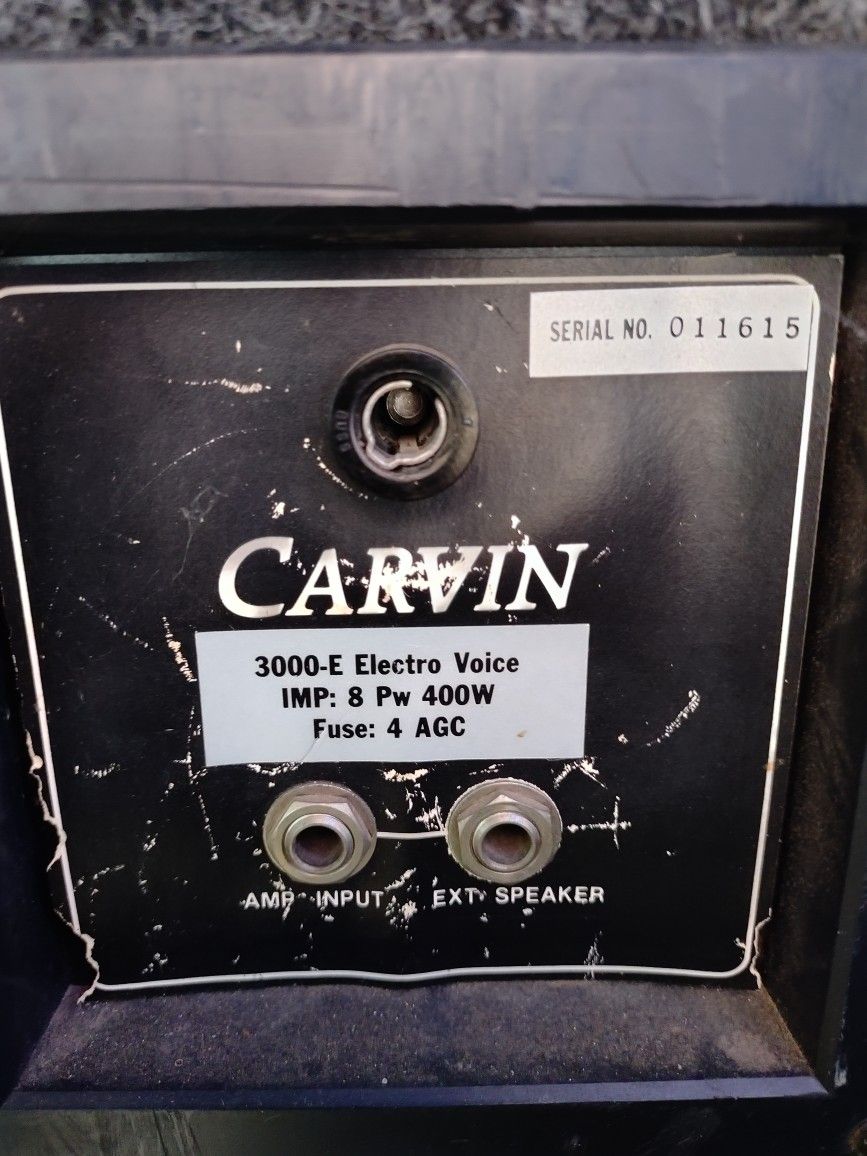 SERIAL NO. 011615
CARVIN
3000-E Electro Voice
IMP: 8 Pw 400W
Fuse: 4 AGC
AMP INPUT
EXT SPEAKER